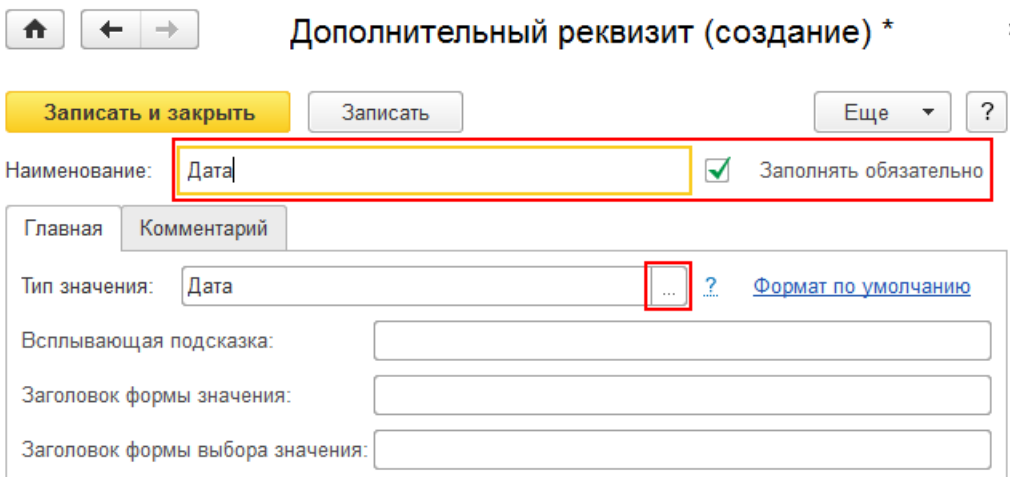 Дополнительный реквизит (создание) *
Записать и закрыть Записать Еще ?
Наименование: Дата Заполнять обязательно
Главная Комментарий
Тип значения: Дата ... ? Формат по умолчанию
Всплывающая подсказка:
Заголовок формы значения:
Заголовок формы выбора значения: